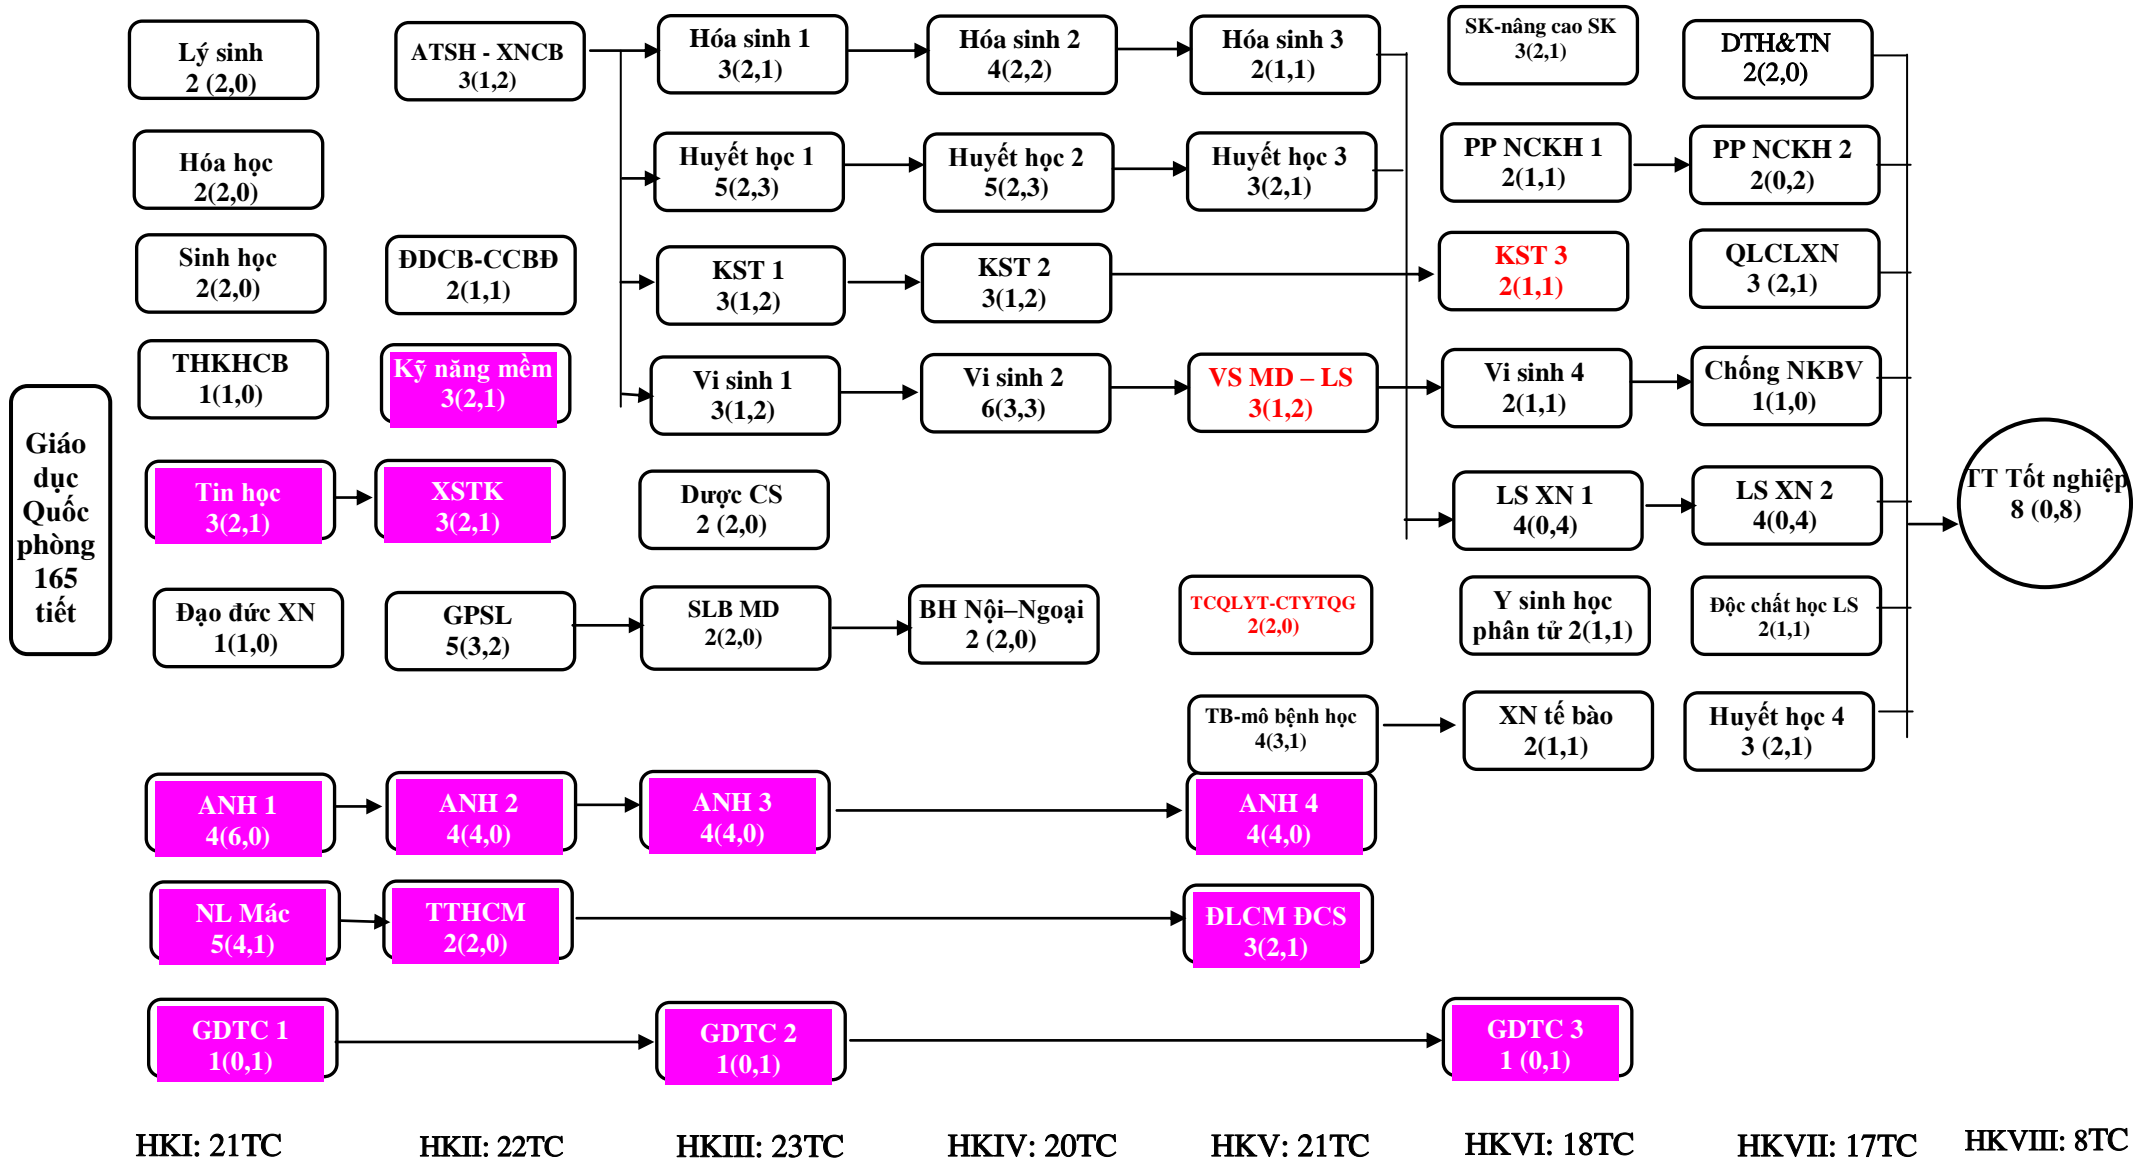 Giáo
dục
Quốc
phòng
165
tiết
Lý sinh
2 (2,0)
Hóa học
2(2,0)
Sinh học
2(2,0)
THKHCB
1(1,0)
Tin học
3(2,1)
Đạo đức XN
1(1,0)
ANH 1
4(6,0)
NL Mác
5(4,1)
GDTC 1
1(0,1)
HKI: 21TC
ATSH - XNCB
3(1,2)
ĐDCB-CCBĐ
2(1,1)
Kỹ năng mềm
3(2,1)
XSTK
3(2,1)
GPSL
5(3,2)
ANH 2
4(4,0)
TTHCM
2(2,0)
HKII: 22TC
Hóa sinh 1
3(2,1)
Huyết học 1
5(2,3)
KST 1
3(1,2)
Vi sinh 1
3(1,2)
Dược CS
2 (2,0)
SLB MD
2(2,0)
ANH 3
4(4,0)
GDTC 2
1(0,1)
HKIII: 23TC
Hóa sinh 2
4(2,2)
Huyết học 2
5(2,3)
KST 2
3(1,2)
Vi sinh 2
6(3,3)
BH Nội–Ngoại
2 (2,0)
HKIV: 20TC
Hóa sinh 3
2(1,1)
Huyết học 3
3(2,1)
VS MD – LS
3(1,2)
TCQLYT-CTYTQG
2(2,0)
TB-mô bệnh học
4(3,1)
ANH 4
4(4,0)
ĐLCM ĐCS
3(2,1)
HKV: 21TC
SK-nâng cao SK
3(2,1)
PP NCKH 1
2(1,1)
KST 3
2(1,1)
Vi sinh 4
2(1,1)
LS XN 1
4(0,4)
Y sinh học
phân tử 2(1,1)
XN tế bào
2(1,1)
GDTC 3
1 (0,1)
HKVI: 18TC
DTH&TN
2(2,0)
PP NCKH 2
2(0,2)
QLCLXN
3 (2,1)
Chống NKBV
1(1,0)
LS XN 2
4(0,4)
Độc chất học LS
2(1,1)
Huyết học 4
3 (2,1)
HKVII: 17TC
TT Tốt nghiệp
8 (0,8)
HKVIII: 8TC